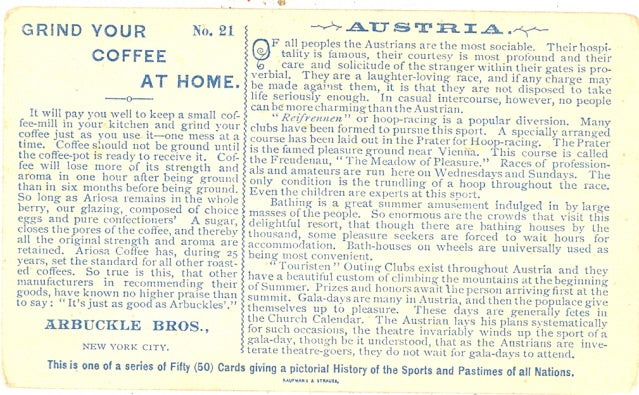 GRIND YOUR No. 21
COFFEE
AT HOME.
It will pay you well to keep a small cof-
fee-mill in your kitchen and grind your
coffee just as you use it—one mess at a
time. Coffee should not be ground until
the coffee-pot is ready to receive it. Cof-
fee will lose more of its strength and
aroma in one hour after being ground
than in six months before being ground.
So long as Ariosa remains in the whole
berry, our glazing, composed of choice
eggs and pure confectioners' A sugar,
closes the pores of the coffee, and thereby
all the original strength and aroma are
retained. Ariosa Coffee has, during 25
years, set the standard for all other roast-
ed coffees. So true is this, that other
manufacturers in recommending their
goods, have known no higher praise than
to say: "It's just as good as Arbuckles'."
ARBUCKLE BROS.,
NEW YORK CITY.
AUSTRIA.
OF all peoples the Austrians are the most sociable. Their hospi-
tality is famous, their courtesy is most profound and their
care and solicitude of the stranger within their gates is pro-
verbial. They are a laughter-loving race, and if any charge may
be made against them, it is that they are not disposed to take
life seriously enough. In casual intercourse, however, no people
can be more charming than the Austrian.
"Reifrennen" or hoop-racing is a popular diversion. Many
clubs have been formed to pursue this sport. A specially arranged
course has been laid out in the Prater for Hoop-racing. The Prater
is the famed pleasure ground near Vienna. This course is called
the Freudenau, "The Meadow of Pleasure." Races of profession-
als and amateurs are run here on Wednesdays and Sundays. The
only condition is the trundling of a hoop throughout the race.
Even the children are experts at this sport.
Bathing is a great summer amusement indulged in by large
masses of the people. So enormous are the crowds that visit this
delightful resort, that though there are bathing houses by the
thousand, some pleasure seekers are forced to wait hours for
accommodation. Bath-houses on wheels are universally used as
being most convenient.
"Touristen" Outing Clubs exist throughout Austria and they
have a beautiful custom of climbing the mountains at the beginning
of Summer. Prizes and honors await the person arriving first at the
summit. Gala-days are many in Austria, and then the populace give
themselves up to pleasure. These days are generally fetes in
the Church Calendar. The Austrian lays his plans systematically
for such occasions, the theatre invariably winds up the sport of a
gala-day, though be it understood, that as the Austrians are inve-
terate theatre-goers, they do not wait for gala-days to attend.
This is one of a series of Fifty (50) Cards giving a pictorial History of the Sports and Pastimes of all Nations.
KAUFMANN & STRAUSS,